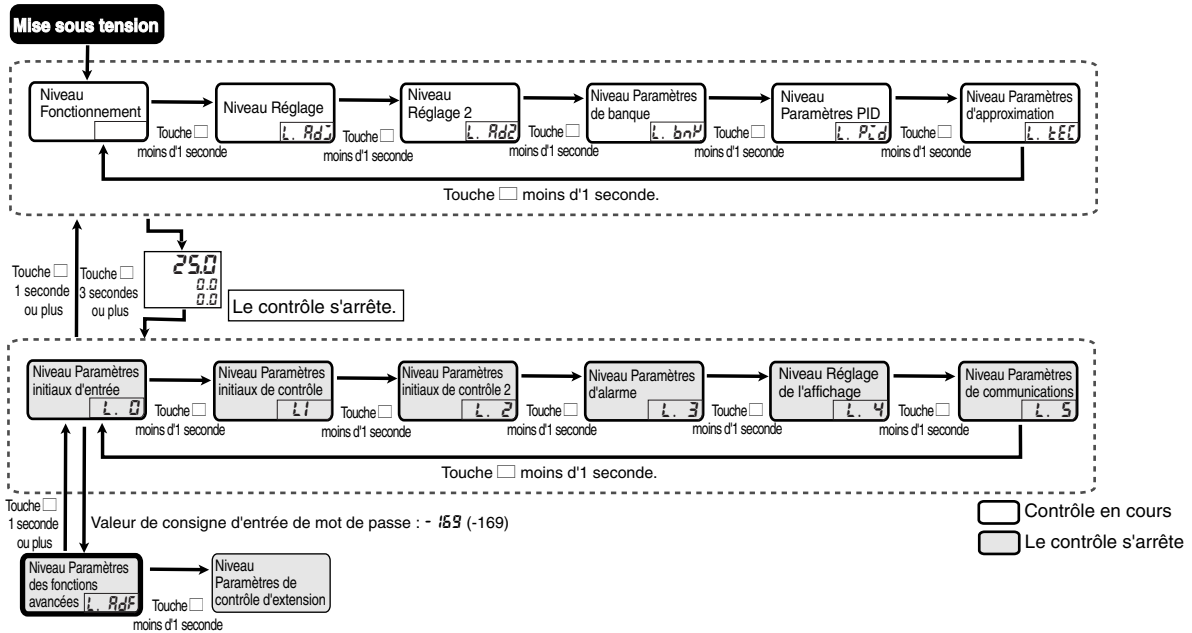 Mise sous tension
Niveau
Fonctionnement
Niveau Réglage
L. AdJ
Niveau
Réglage 2
L. Ad2
Niveau Paramètres
de banque
L. bnK
Niveau
Paramètres PID
L. Pid
Niveau Paramètres
d'approximation
L. tEC
Touche □
moins d'1 seconde
Touche □
moins d'1 seconde
Touche □
moins d'1 seconde
Touche □
moins d'1 seconde
Touche □
moins d'1 seconde
Touche □ moins d'1 seconde.
Touche □
1 seconde
ou plus
Touche □
3 secondes
ou plus
25.0
0.0
0.0
Le contrôle s'arrête.
Niveau Paramètres
initiaux d'entrée
L. 0
Niveau Paramètres
initiaux de contrôle
L.1
Niveau Paramètres
initiaux de contrôle 2
L. 2
Niveau Paramètres
d'alarme
L. 3
Niveau Réglage
de l'affichage
L. 4
Niveau Paramètres
de communications
L. 5
Touche □
moins d'1 seconde
Touche □
moins d'1 seconde
Touche □
moins d'1 seconde
Touche □
moins d'1 seconde
Touche □
moins d'1 seconde
Touche □ moins d'1 seconde.
Touche □
1 seconde
ou plus
Valeur de consigne d'entrée de mot de passe : -169 (-169)
Contrôle en cours
Le contrôle s'arrête
Niveau Paramètres
des fonctions
avancées L. AdF
Touche □
moins d'1 seconde
Niveau
Paramètres de
contrôle d'extension